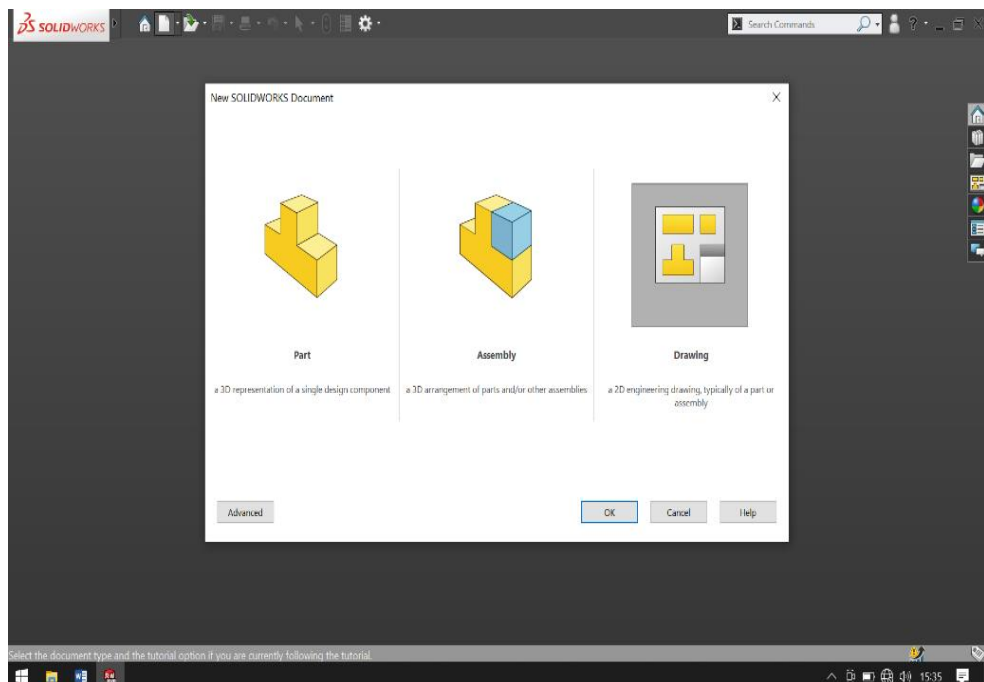 SOLIDWORKS
Search Commands
?
New SOLIDWORKS Document
Part
a 3D representation of a single design component
Assembly
a 3D arrangement of parts and/or other assemblies
Drawing
a 2D engineering drawing, typically of a part or
assembly
Advanced
OK
Cancel
Help
Select the document type and the tutorial option if you are currently following the tutorial.
15:35